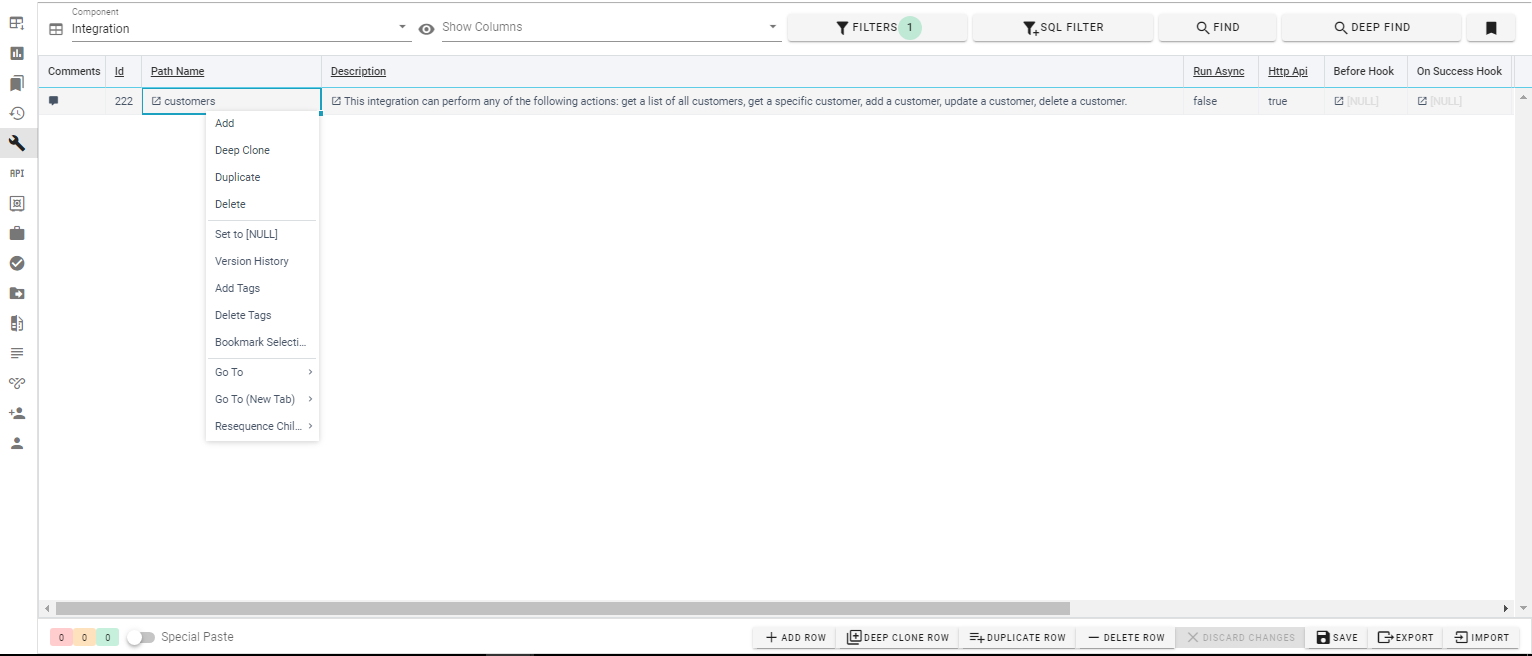 Component
Integration
Show Columns
FILTERS 1
SQL FILTER
FIND
DEEP FIND
Comments Id Path Name Description Run Async Http Api Before Hook On Success Hook
222 customers This integration can perform any of the following actions: get a list of all customers, get a specific customer, add a customer, update a customer, delete a customer. false true [NULL] [NULL]
Add
Deep Clone
Duplicate
Delete
Set to [NULL]
Version History
Add Tags
Delete Tags
Bookmark Selecti...
Go To
Go To (New Tab)
Resequence Chil...
API
0 0 0 Special Paste ADD ROW DEEP CLONE ROW DUPLICATE ROW DELETE ROW DISCARD CHANGES SAVE EXPORT IMPORT